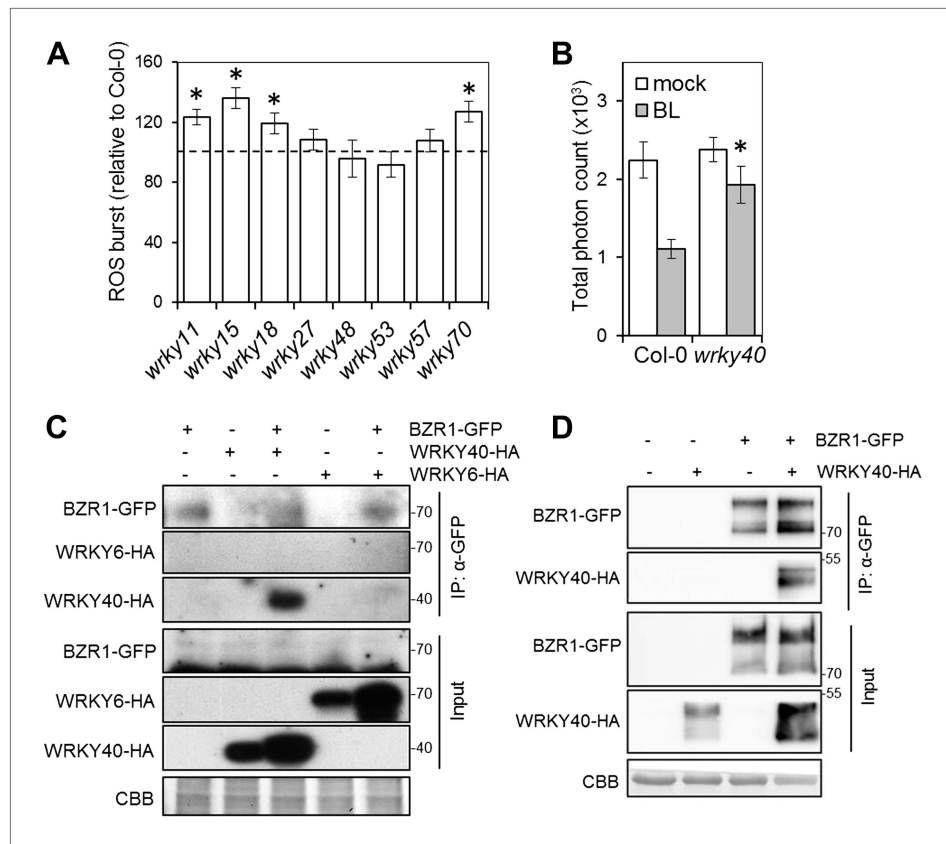 A
ROS burst (relative to Col-0)
160
120
80
40
0
* * * *
wrky11 wrky15 wrky18 wrky27 wrky48 wrky53 wrky57 wrky70
B
Total photon count (x10³)
3
2
1
0
mock
BL
*
Col-0 wrky40
C
+ - + - + BZR1-GFP
- + + - - WRKY40-HA
- - - + + WRKY6-HA
BZR1-GFP -70
WRKY6-HA -70
WRKY40-HA -40
IP: α-GFP
BZR1-GFP -70
WRKY6-HA -70
WRKY40-HA -40
Input
CBB
D
- - + + BZR1-GFP
- + - + WRKY40-HA
BZR1-GFP 70
WRKY40-HA 55
IP: α-GFP
BZR1-GFP 70
WRKY40-HA 55
Input
CBB